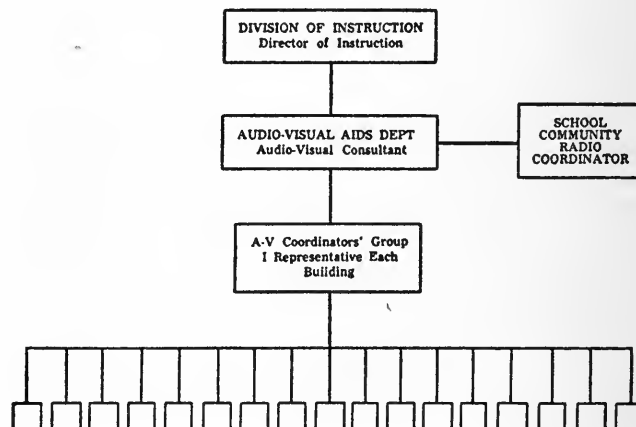 DIVISION OF INSTRUCTION
Director of Instruction
AUDIO-VISUAL AIDS DEPT
Audio-Visual Consultant
SCHOOL
COMMUNITY
RADIO
COORDINATOR
A-V Coordinators' Group
I Representative Each
Building